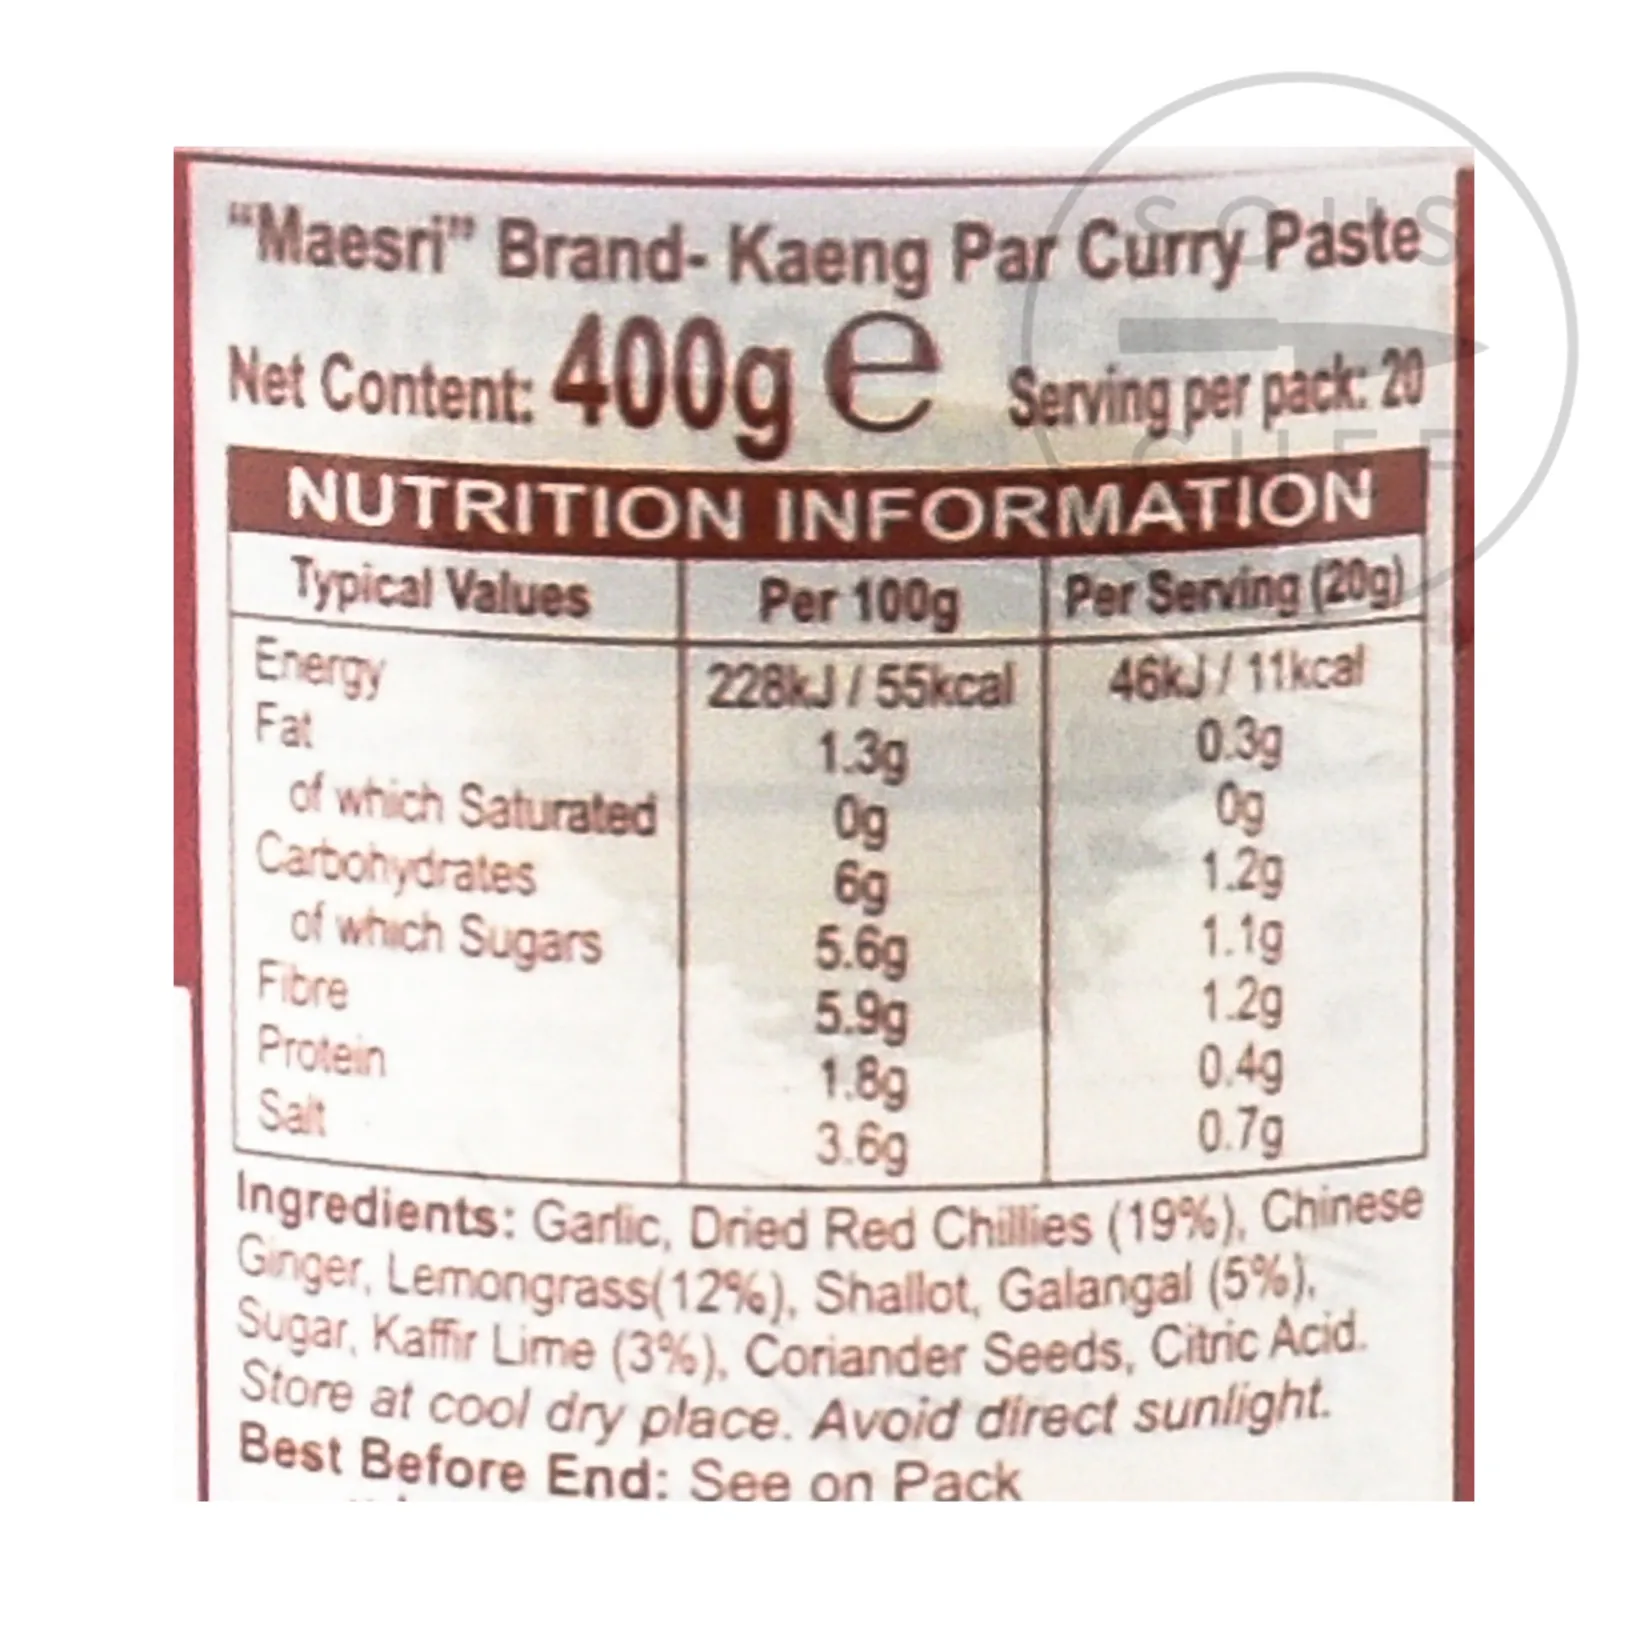 SOUS
CHEF
"Maesri" Brand- Kaeng Par Curry Paste
Net Content: 400g e Serving per pack: 20
NUTRITION INFORMATION
Typical Values Per 100g Per Serving (20g)
Energy 228kJ / 55kcal 46kJ / 11kcal
Fat 1.3g 0.3g
of which Saturated 0g 0g
Carbohydrates 6g 1.2g
of which Sugars 5.6g 1.1g
Fibre 5.9g 1.2g
Protein 1.8g 0.4g
Salt 3.6g 0.7g
Ingredients: Garlic, Dried Red Chillies (19%), Chinese
Ginger, Lemongrass(12%), Shallot, Galangal (5%),
Sugar, Kaffir Lime (3%), Coriander Seeds, Citric Acid.
Store at cool dry place. Avoid direct sunlight.
Best Before End: See on Pack